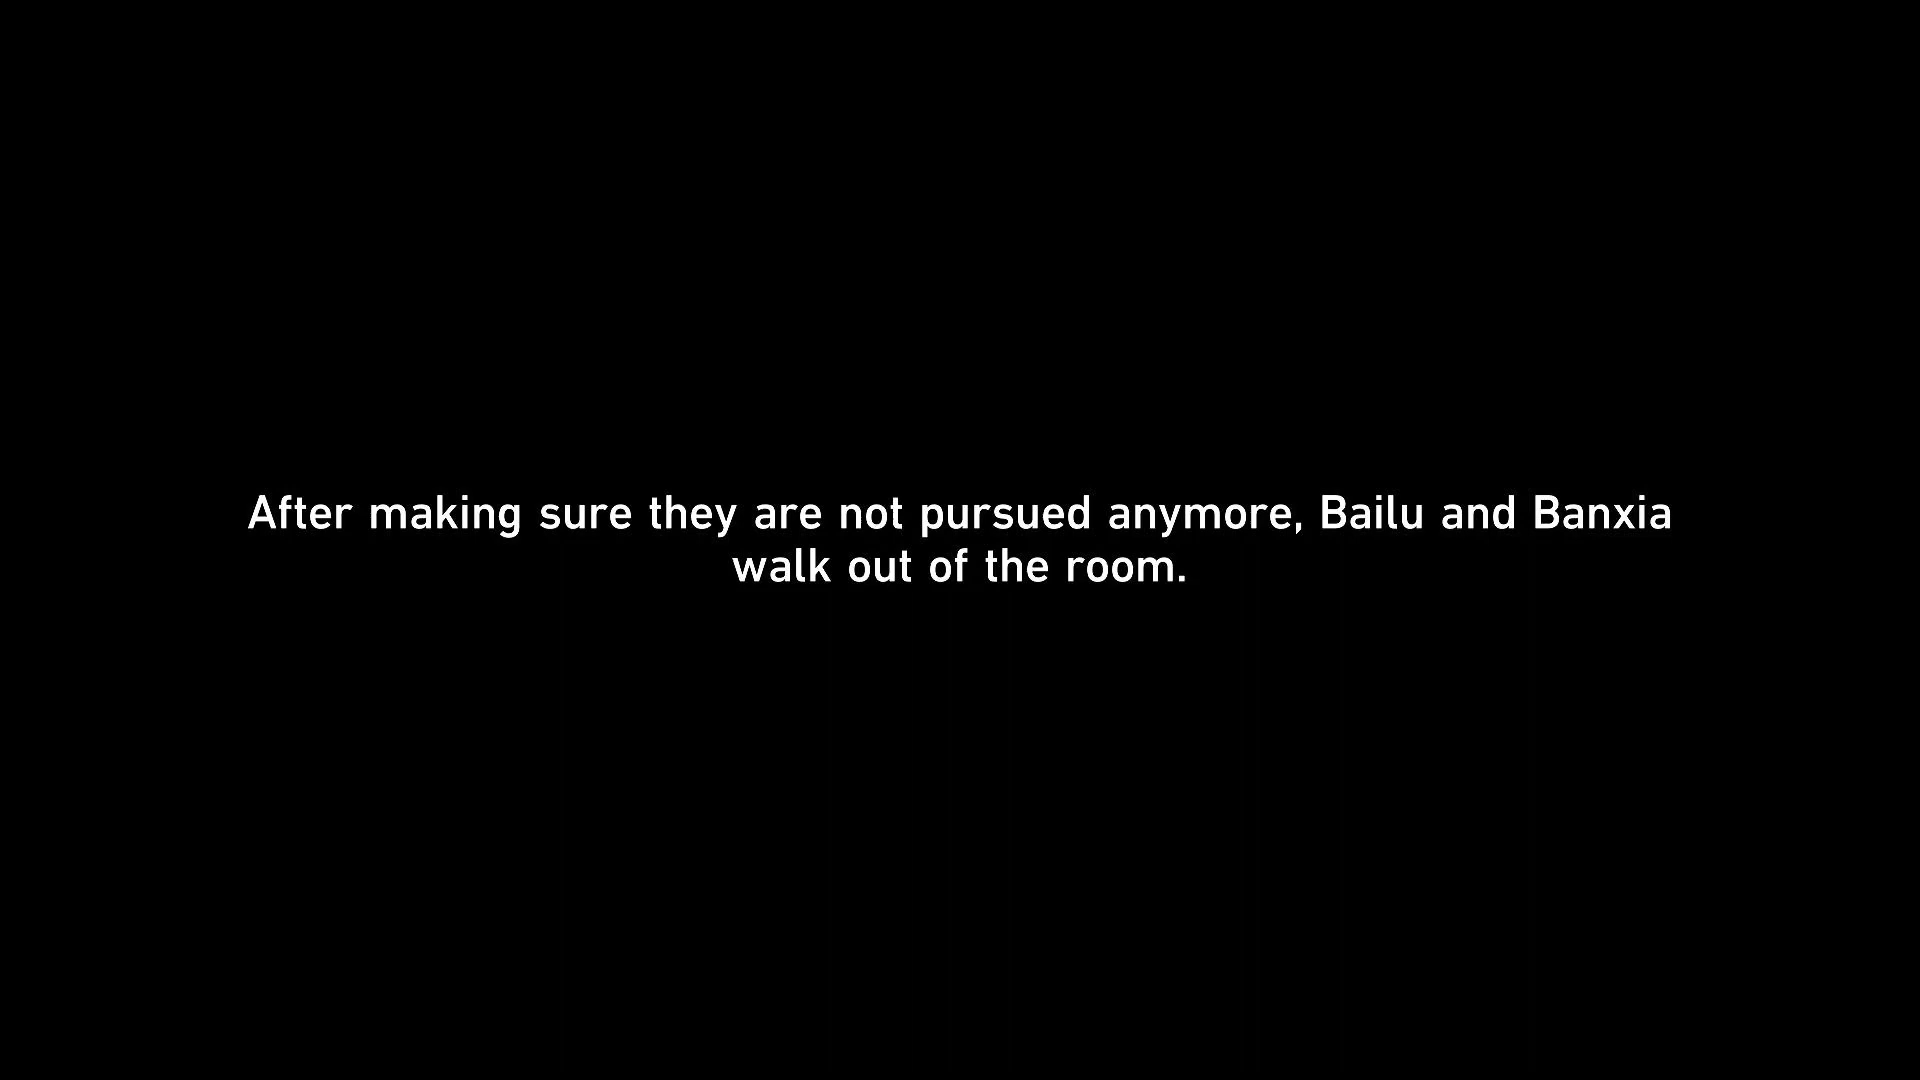 After making sure they are not pursued anymore, Bailu and Banxia
walk out of the room.